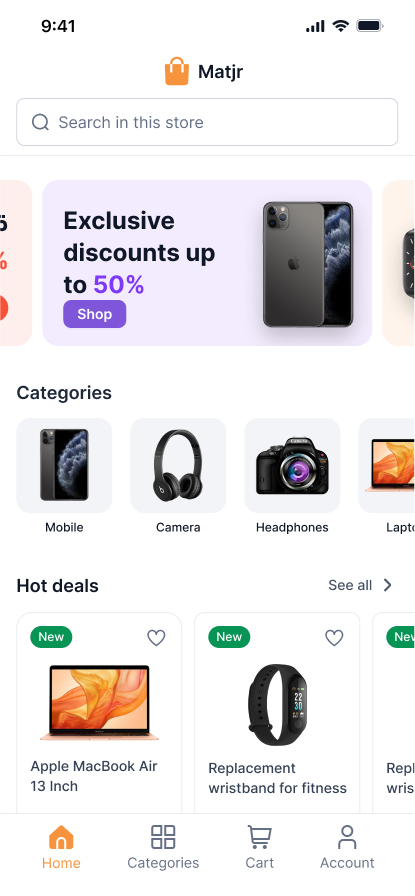 9:41
Matjr
Search in this store
%
Exclusive
discounts up
to 50%
Shop
Categories
Mobile
Camera
Headphones
Lapto
Hot deals
See all
New
New
New
Apple MacBook Air
13 Inch
Replacement
wristband for fitness
Repl
wris
Home
Categories
Cart
Account